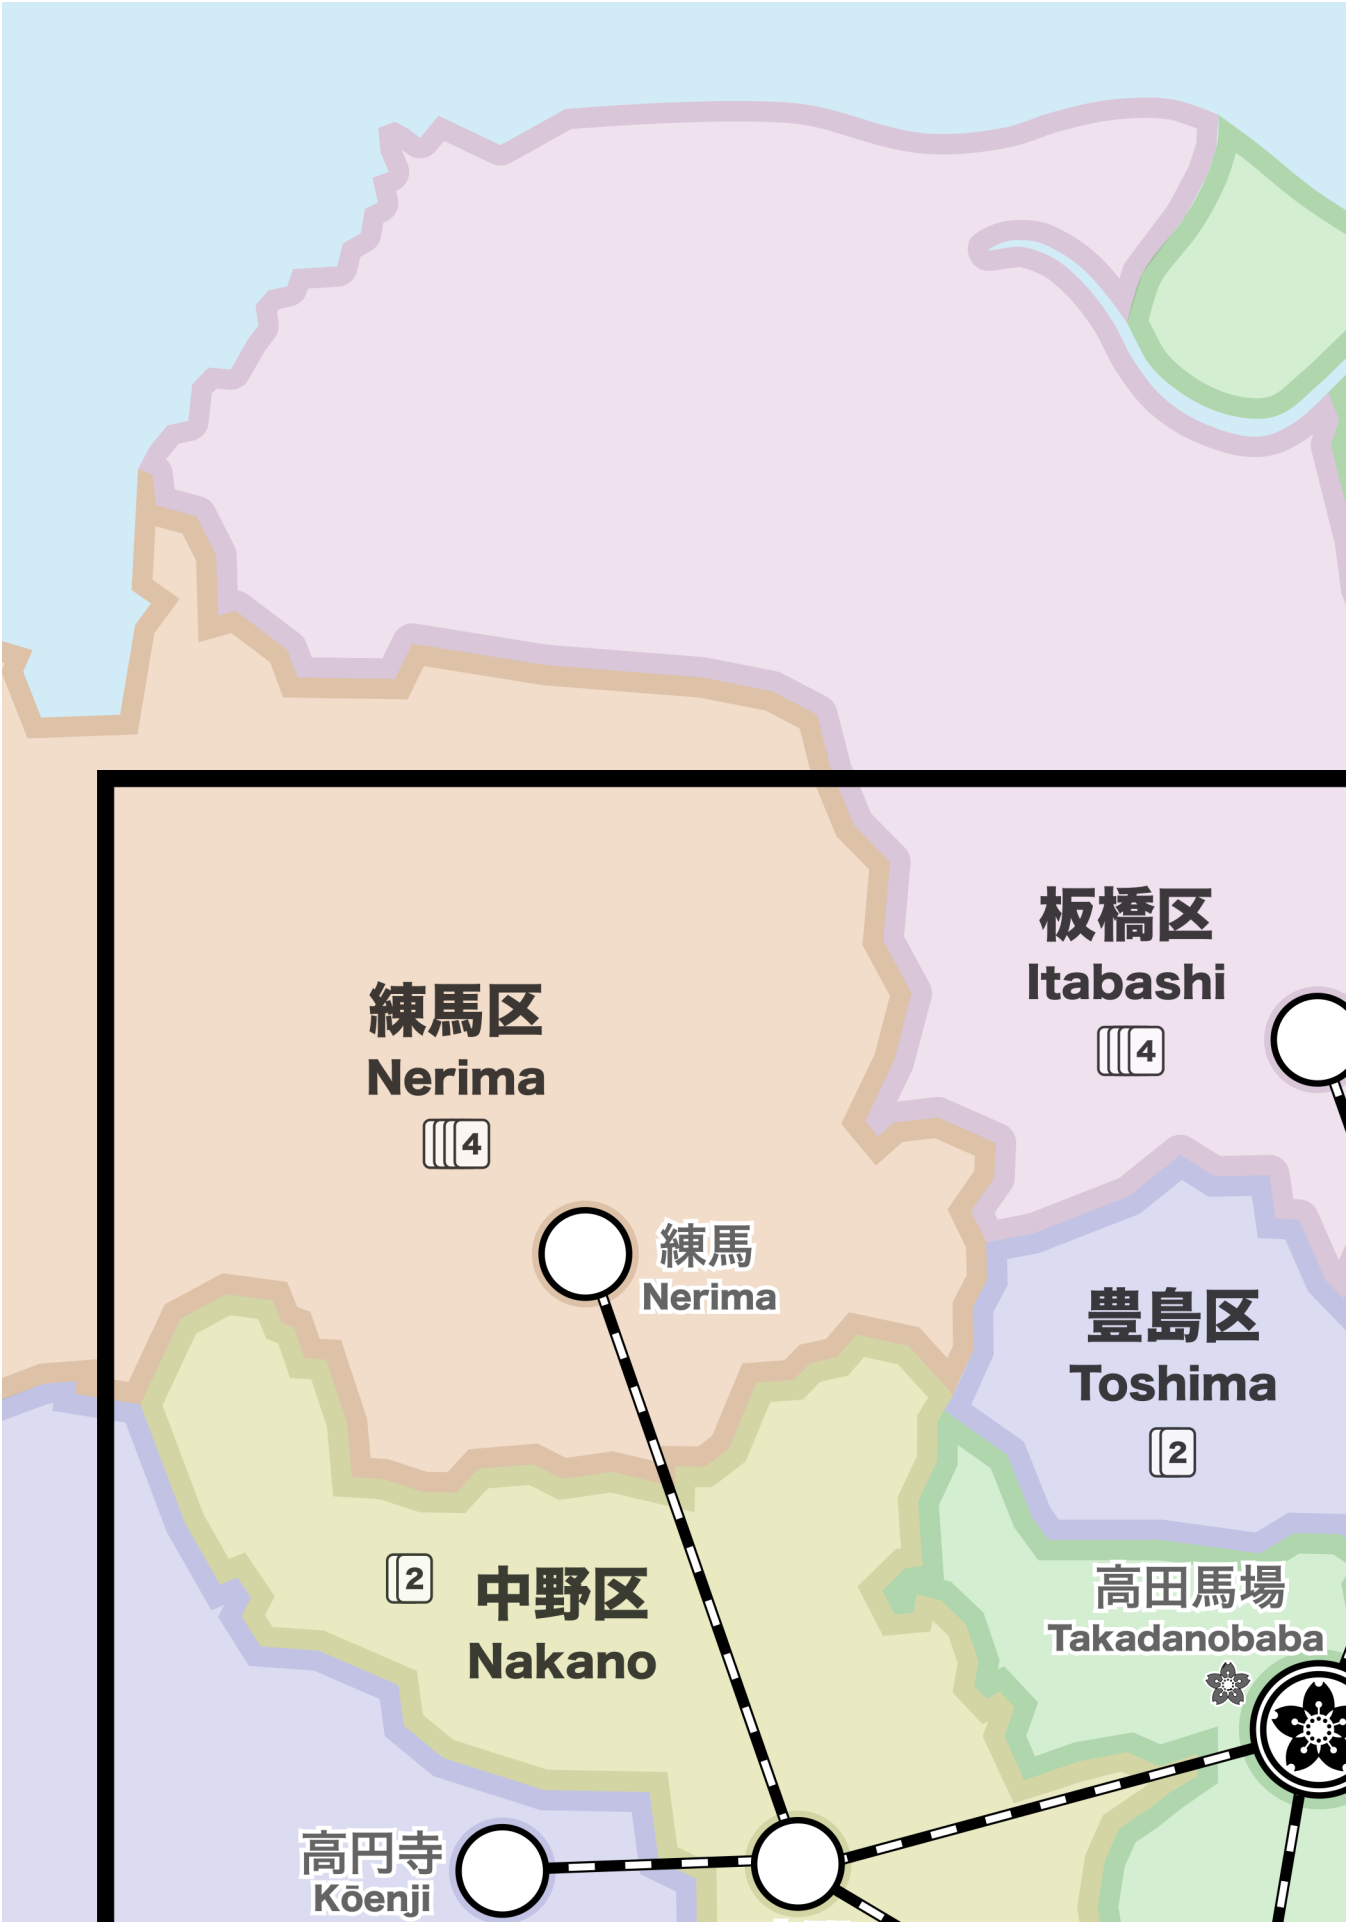 板橋区
Itabashi
4
練馬区
Nerima
4
練馬
Nerima
豊島区
Toshima
2
2
中野区
Nakano
高田馬場
Takadanobaba
高円寺
Kōenji